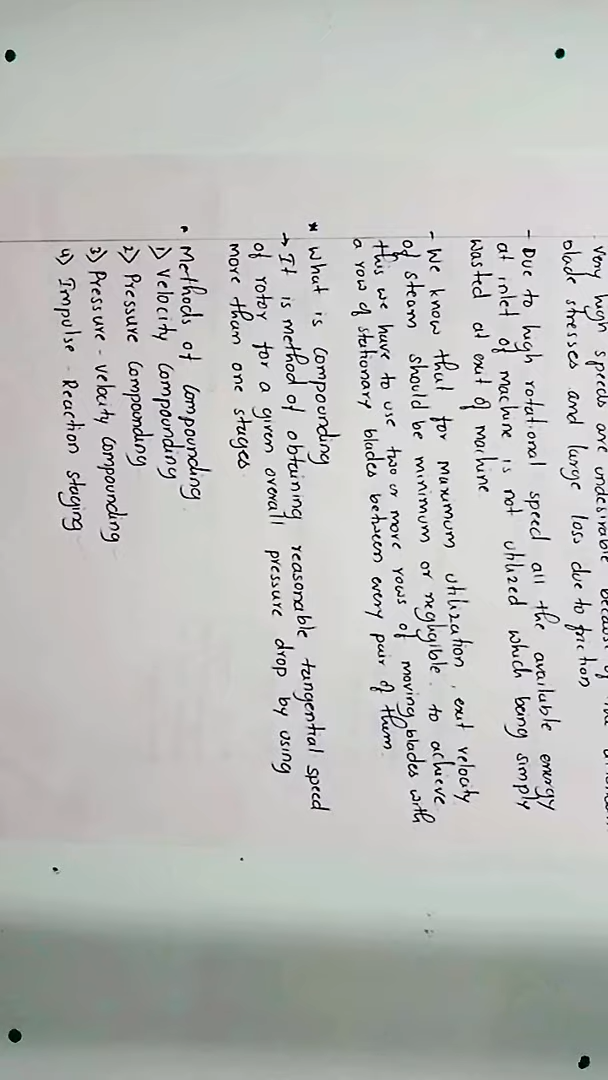 very high speeds are undesirable because of the
blade stresses and large loss due to friction
- Due to high rotational speed all the available energy
at inlet of machine is not utilized which being simply
wasted at exit of machine
- We know that for maximum utilization, exit velocity
of steam should be minimum or negligible. to achieve
this we have to use two or more rows of moving blades with
a row of stationary blades between every pair of them.
* What is compounding
→ It is method of obtaining reasonable tangential speed
of rotor for a given overall pressure drop by using
more than one stages.
• Methods of compounding.
1) Velocity compounding
2) Pressure compounding
3) Pressure - velocity compounding
4) Impulse - Reaction staging